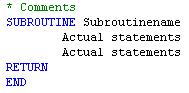 * Comments
SUBROUTINE Subroutinename
Actual statements
Actual statements
RETURN
END